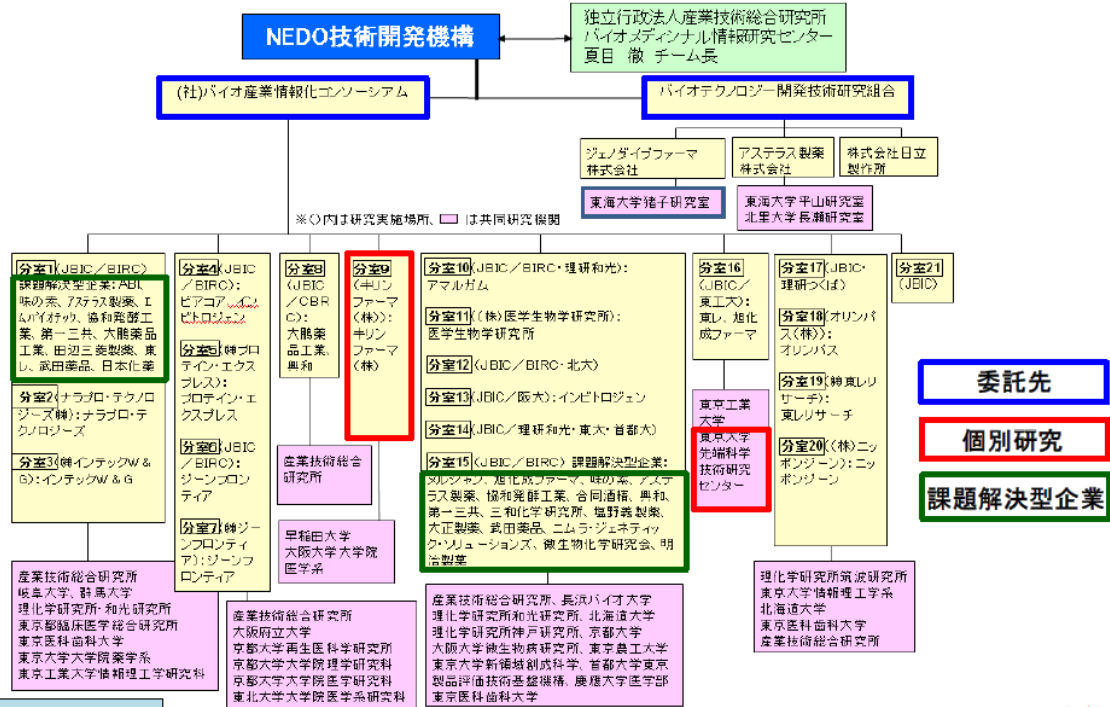 NEDO技術開発機構
独立行政法人産業技術総合研究所
バイオメディシナル情報研究センター
夏目 徹 チーム長
(社)バイオ産業情報化コンソーシアム
バイオテクノロジー開発技術研究組合
ジェノダイブファーマ
株式会社
アステラス製薬
株式会社
株式会社日立
製作所
東海大学猪子研究室
東海大学平山研究室
北里大学長瀬研究室
※()内は研究実施場所、 は共同研究機関
分室1(JBIC/BIRC)
課題解決型企業:ABI、
味の素、アステラス製薬、エ
ムバイオテック、協和発酵工
業、第一三共、大鵬薬品
工業、田辺三菱製薬、東
レ、武田薬品、日本化薬
分室2(ナラプロ・テクノロ
ジーズ㈱):ナラプロ・テ
クノロジーズ
分室3(㈱インテックW&
G):インテックW&G
産業技術総合研究所
岐阜大学、群馬大学
理化学研究所・和光研究所
東京都臨床医学総合研究所
東京医科歯科大学
東京大学大学院薬学系
東京工業大学情報理工学研究科
分室4(JBIC
/BIRC):
ビアコア、イン
ビトロジェン
分室5(㈱プロ
テイン・エクス
プレス):
プロテイン・エ
クスプレス
分室6(JBIC
/BIRC):
ジーンフロン
ティア
分室7(㈱ジー
ンフロンティ
ア):ジーンフ
ロンティア
産業技術総合研究所
大阪府立大学
京都大学再生医科学研究所
京都大学大学院理学研究科
京都大学大学院医学研究科
東北大学大学院医学系研究科
分室8
(JBIC
/CBR
C):
大鵬薬
品工業、
興和
産業技術総合
研究所
分室9
(キリン
ファーマ
(株)):
キリン
ファーマ
(株)
早稲田大学
大阪大学大学院
医学系
分室10(JBIC/BIRC・理研和光):
アマルガム
分室11((株)医学生物学研究所):
医学生物学研究所
分室12(JBIC/BIRC・北大)
分室13(JBIC/阪大):インビトロジェン
分室14(JBIC/理研和光・東大・首都大)
分室15(JBIC/BIRC) 課題解決型企業:
メルシャン、旭化成ファーマ、味の素、アステ
ラス製薬、協和発酵工業、合同酒精、興和、
第一三共、三和化学研究所、塩野義製薬、
大正製薬、武田薬品、ニムラ・ジェネティッ
ク・ソリューションズ、微生物化学研究会、明
治製菓
産業技術総合研究所、長浜バイオ大学
理化学研究所和光研究所、北海道大学
理化学研究所神戸研究所、京都大学
大阪大学微生物病研究所、東京農工大学
東京大学新領域創成科学、首都大学東京
製品評価技術基盤機構、慶應大学医学部
東京医科歯科大学
分室16
(JBIC/
東工大):
東レ、旭化
成ファーマ
東京工業
大学
東京大学
先端科学
技術研究
センター
分室17(JBIC・
理研つくば)
分室18(オリンパ
ス(株)):
オリンパス
分室19(㈱東レリ
サーチ):
東レリサーチ
分室20((株)ニッ
ポンジーン):ニッ
ポンジーン
理化学研究所筑波研究所
東京大学情報理工学系
北海道大学
東京医科歯科大学
産業技術総合研究所
分室21
(JBIC)
委託先
個別研究
課題解決型企業